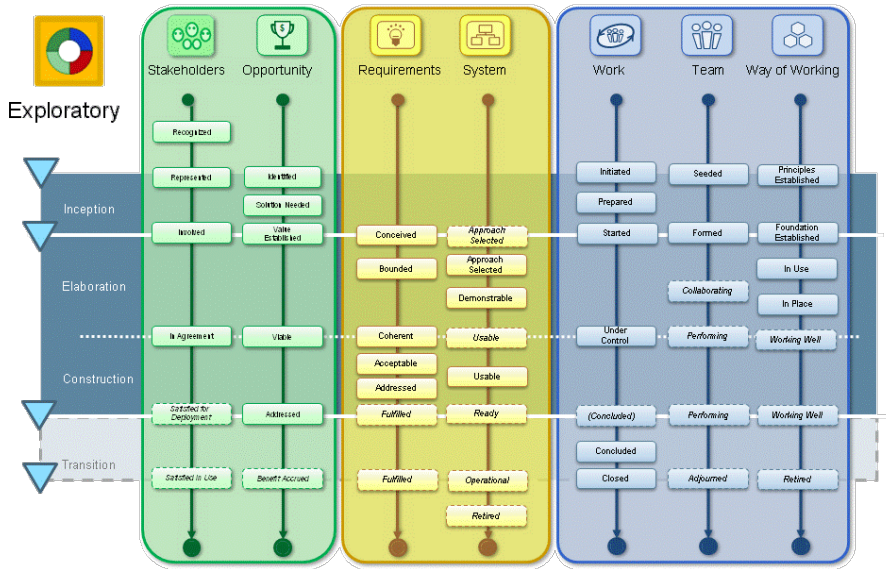 Stakeholders Opportunity Requirements System Work Team Way of Working
Exploratory
$
Recognized
Represented Identified Initiated Seeded Principles
Established
Inception
Solution Needed Prepared
Involved Value
Established Conceived Approach
Selected Started Formed Foundation
Established
Bounded Approach
Selected In Use
Elaboration
Demonstrable Collaborating In Place
In Agreement Viable Coherent Usable Under
Control Performing Working Well
Acceptable
Construction
Addressed Usable
Satisfied for
Deployment Addressed Fulfilled Ready (Concluded) Performing Working Well
Transition
Concluded
Satisfied in Use Benefit Accrued Fulfilled Operational Closed Adjourned Retired
Retired